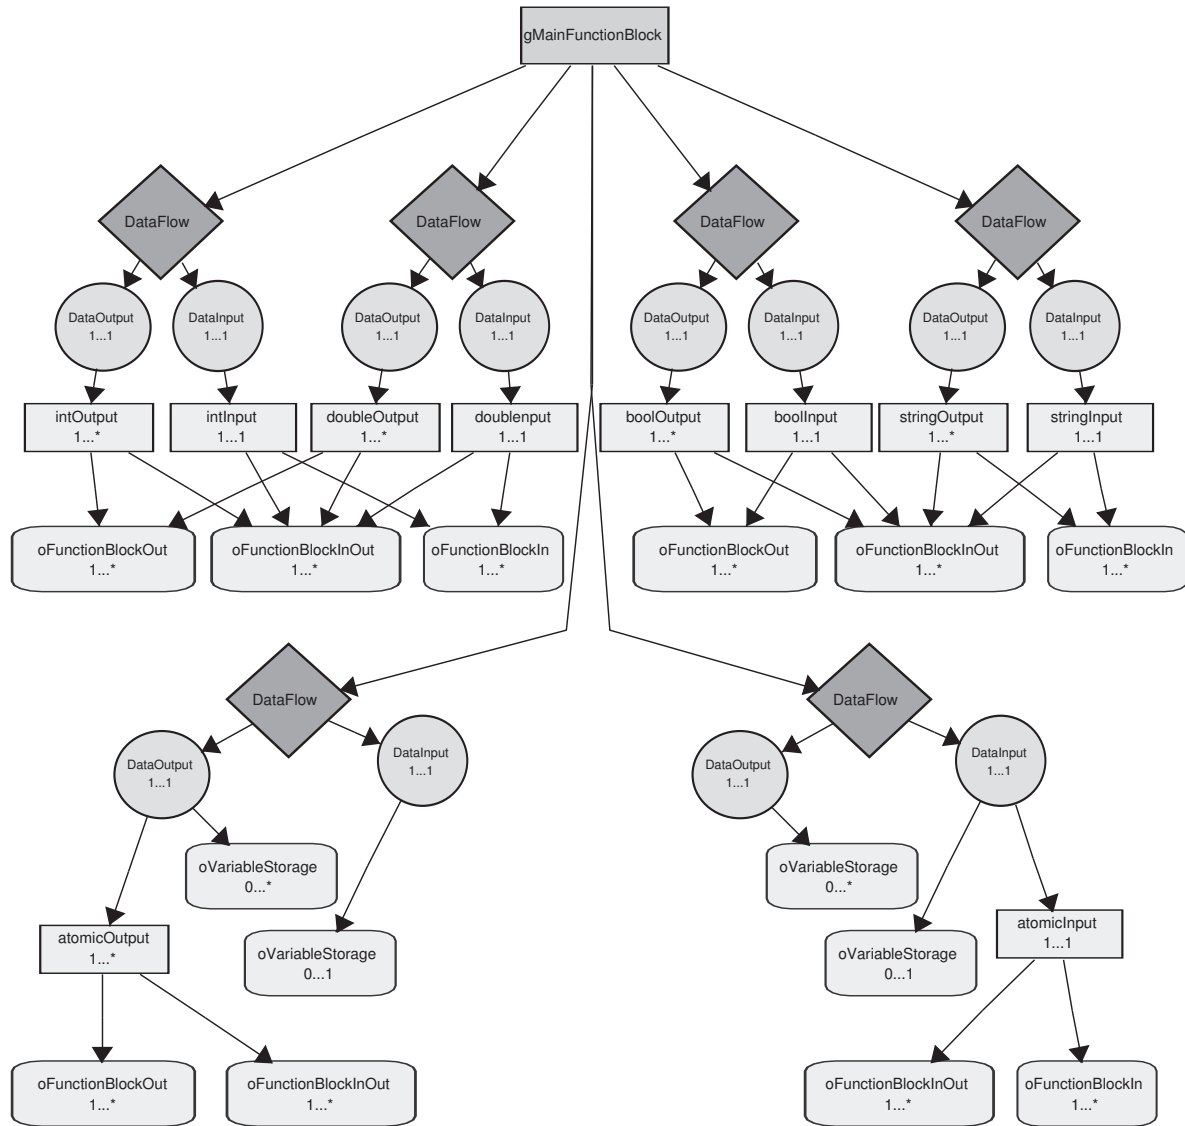 gMainFunctionBlock
DataFlow
DataFlow
DataFlow
DataFlow
DataOutput
1...1
DataInput
1...1
DataOutput
1...1
DataInput
1...1
DataOutput
1...1
DataInput
1...1
DataOutput
1...1
DataInput
1...1
intOutput
1...*
intInput
1...1
doubleOutput
1...*
doublenput
1...1
boolOutput
1...*
boolInput
1...1
stringOutput
1...*
stringInput
1...1
oFunctionBlockOut
1...*
oFunctionBlockInOut
1...*
oFunctionBlockIn
1...*
oFunctionBlockOut
1...*
oFunctionBlockInOut
1...*
oFunctionBlockIn
1...*
DataFlow
DataFlow
DataOutput
1...1
DataInput
1...1
DataOutput
1...1
DataInput
1...1
oVariableStorage
0...*
oVariableStorage
0...*
atomicOutput
1...*
oVariableStorage
0...1
oVariableStorage
0...1
atomicInput
1...1
oFunctionBlockOut
1...*
oFunctionBlockInOut
1...*
oFunctionBlockInOut
1...*
oFunctionBlockIn
1...*